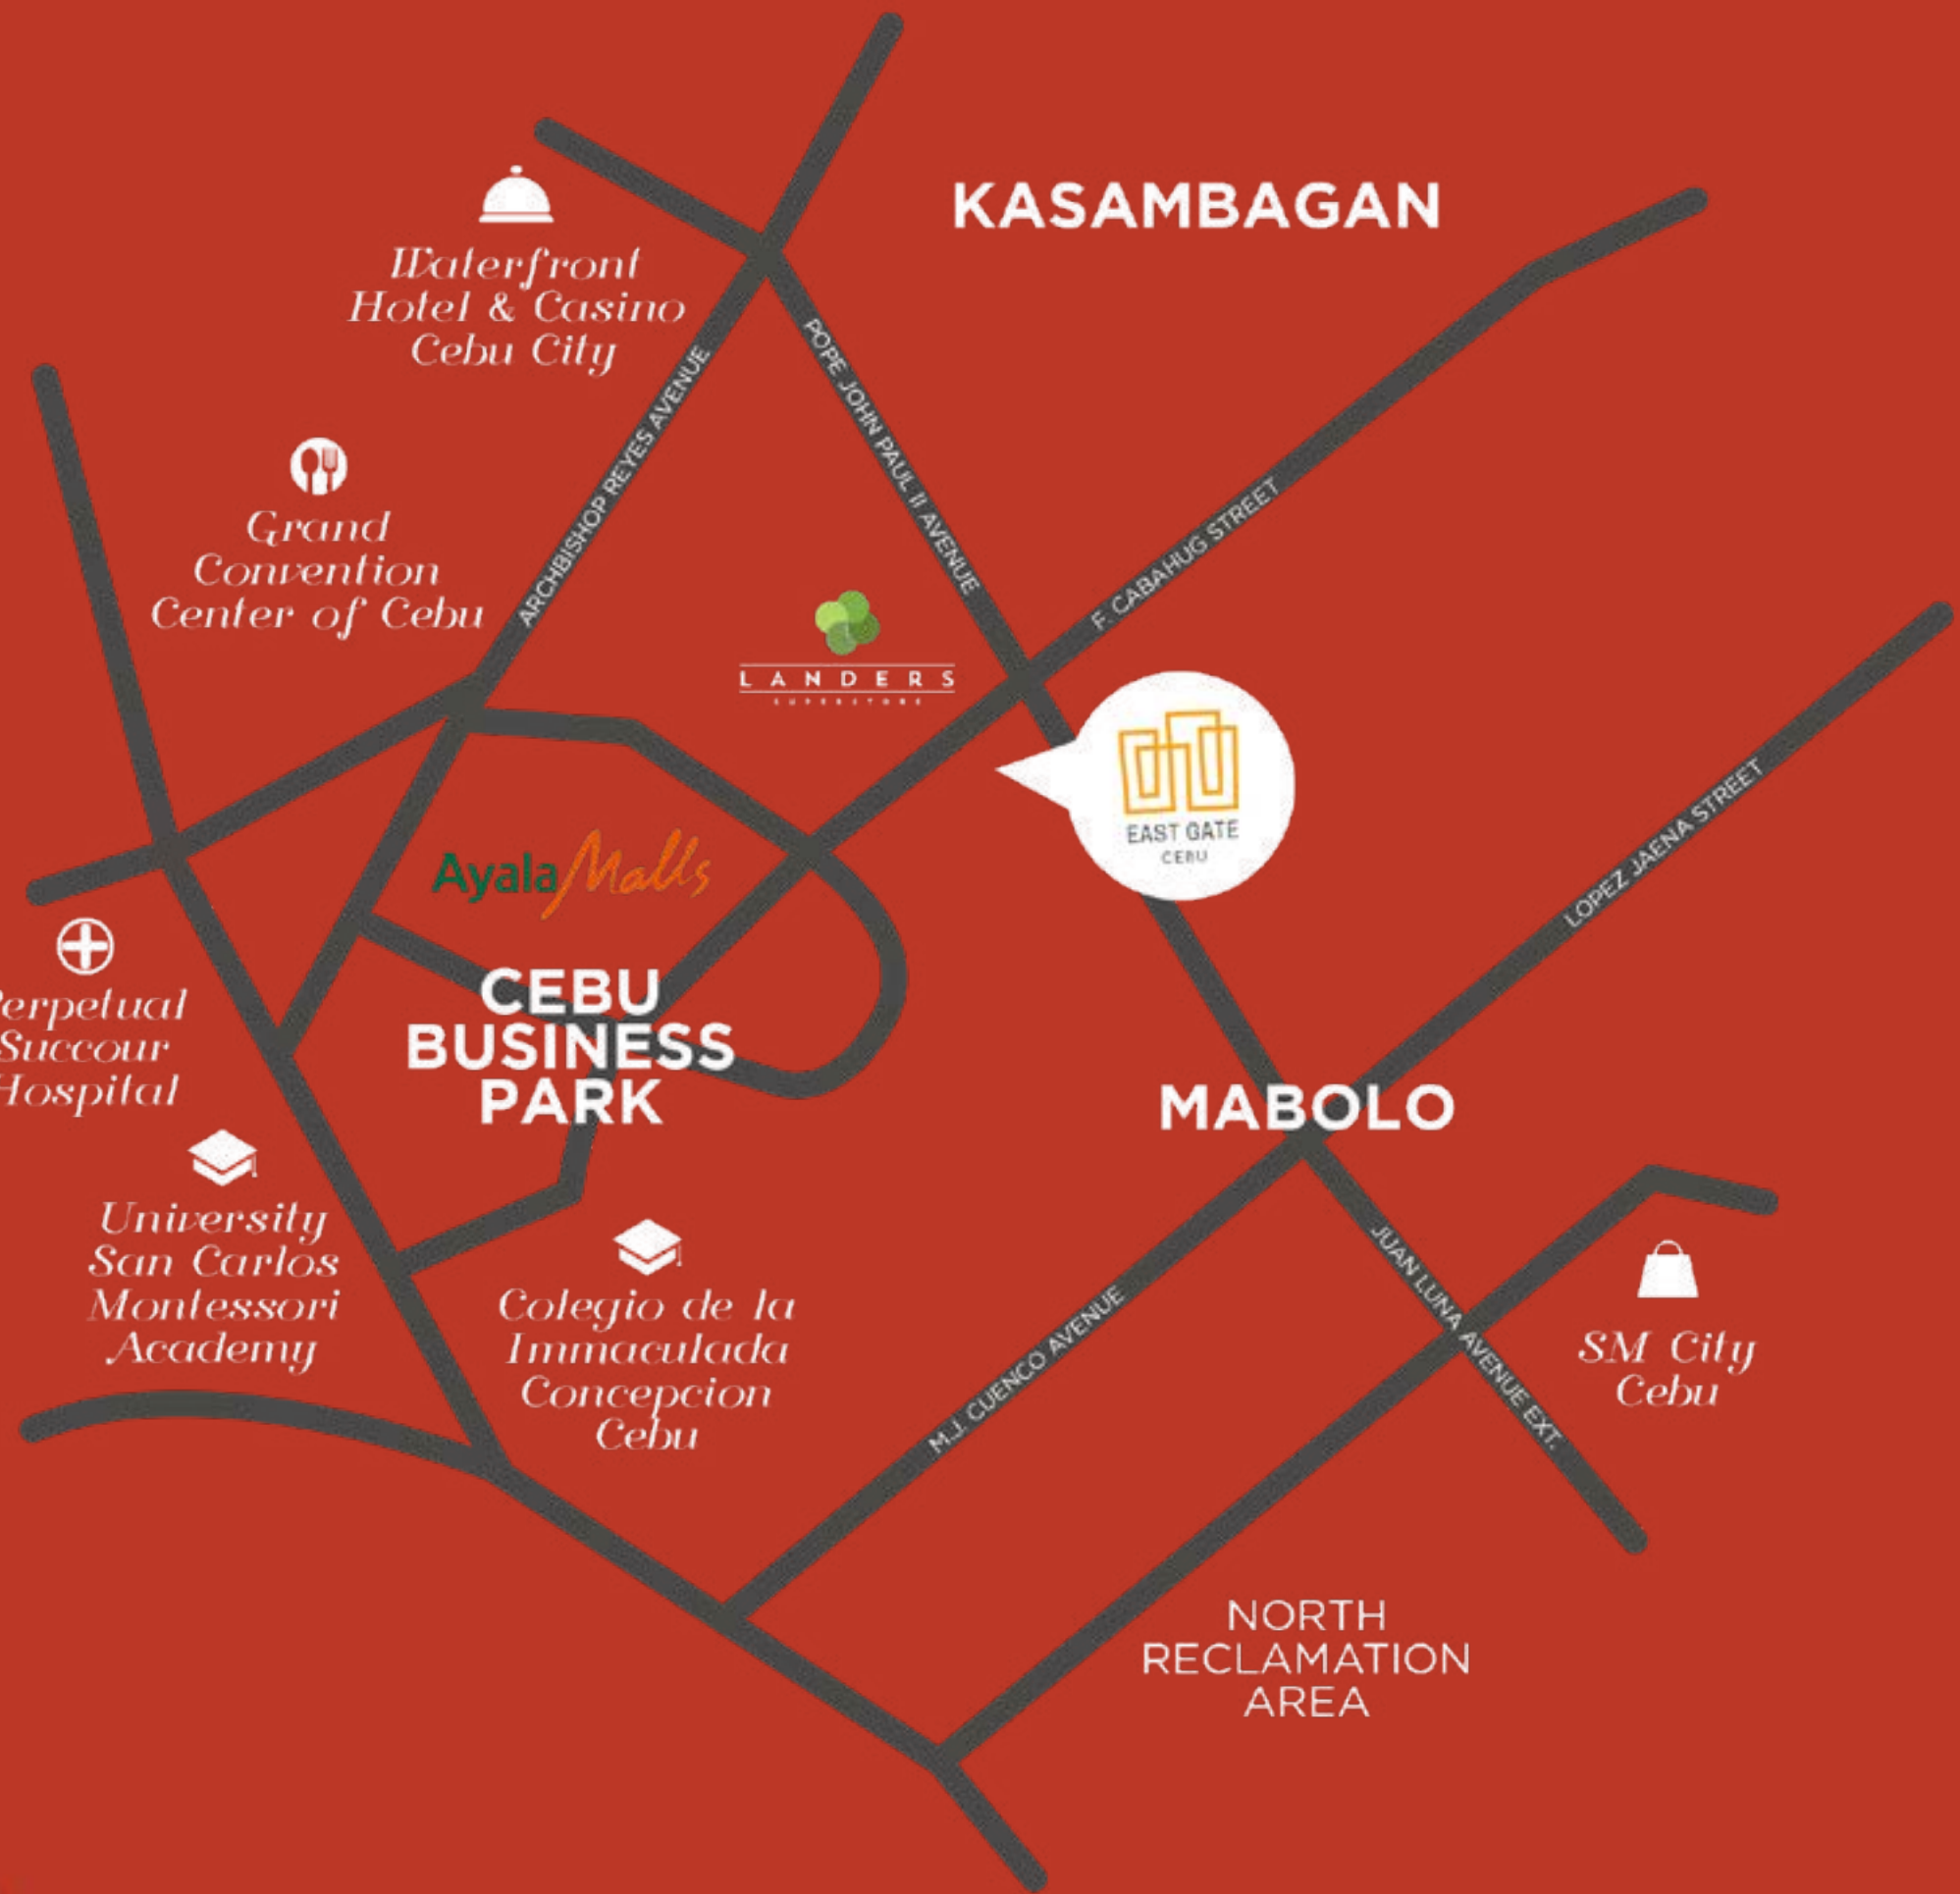 KASAMBAGAN
Waterfront
Hotel & Casino
Cebu City
POPE JOHN PAUL II AVENUE
ARCHBISHOP REYES AVENUE
Grand
Convention
Center of Cebu
F. CABAHUG STREET
LANDERS
SUPERSTORE
EAST GATE
CEBU
LOPEZ JAENA STREET
Ayala Malls
CEBU
BUSINESS
PARK
erpetual
Succour
Hospital
MABOLO
University
San Carlos
Montessori
Academy
Colegio de la
Immaculada
Concepcion
Cebu
M.J. CUENCO AVENUE
JUAN LUNA AVENUE EXT.
SM City
Cebu
NORTH
RECLAMATION
AREA